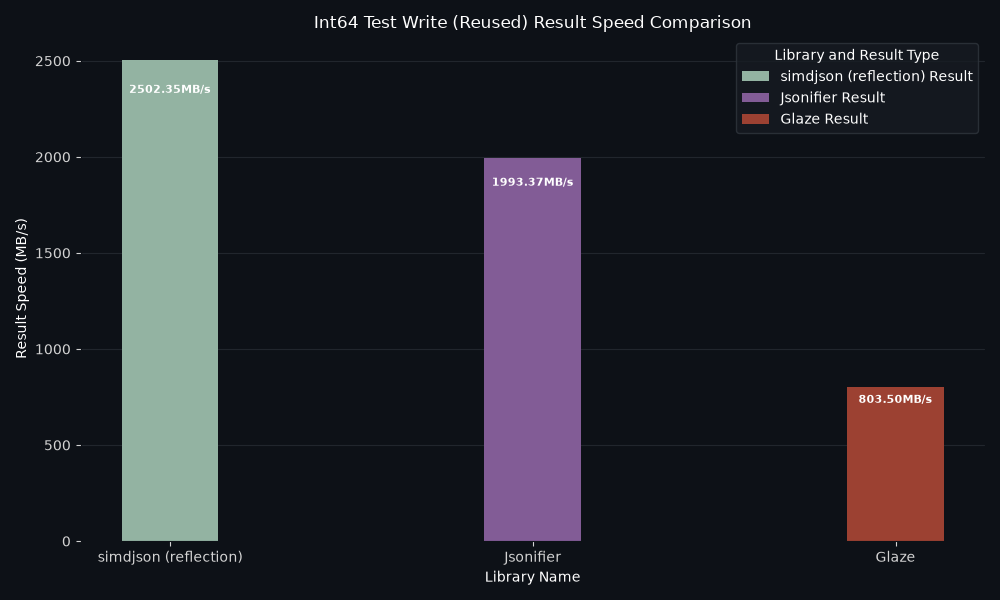 Int64 Test Write (Reused) Result Speed Comparison
Library and Result Type
simdjson (reflection) Result
Jsonifier Result
Glaze Result
Result Speed (MB/s)
2500
2000
1500
1000
500
0
2502.35MB/s
1993.37MB/s
803.50MB/s
simdjson (reflection)
Jsonifier
Glaze
Library Name